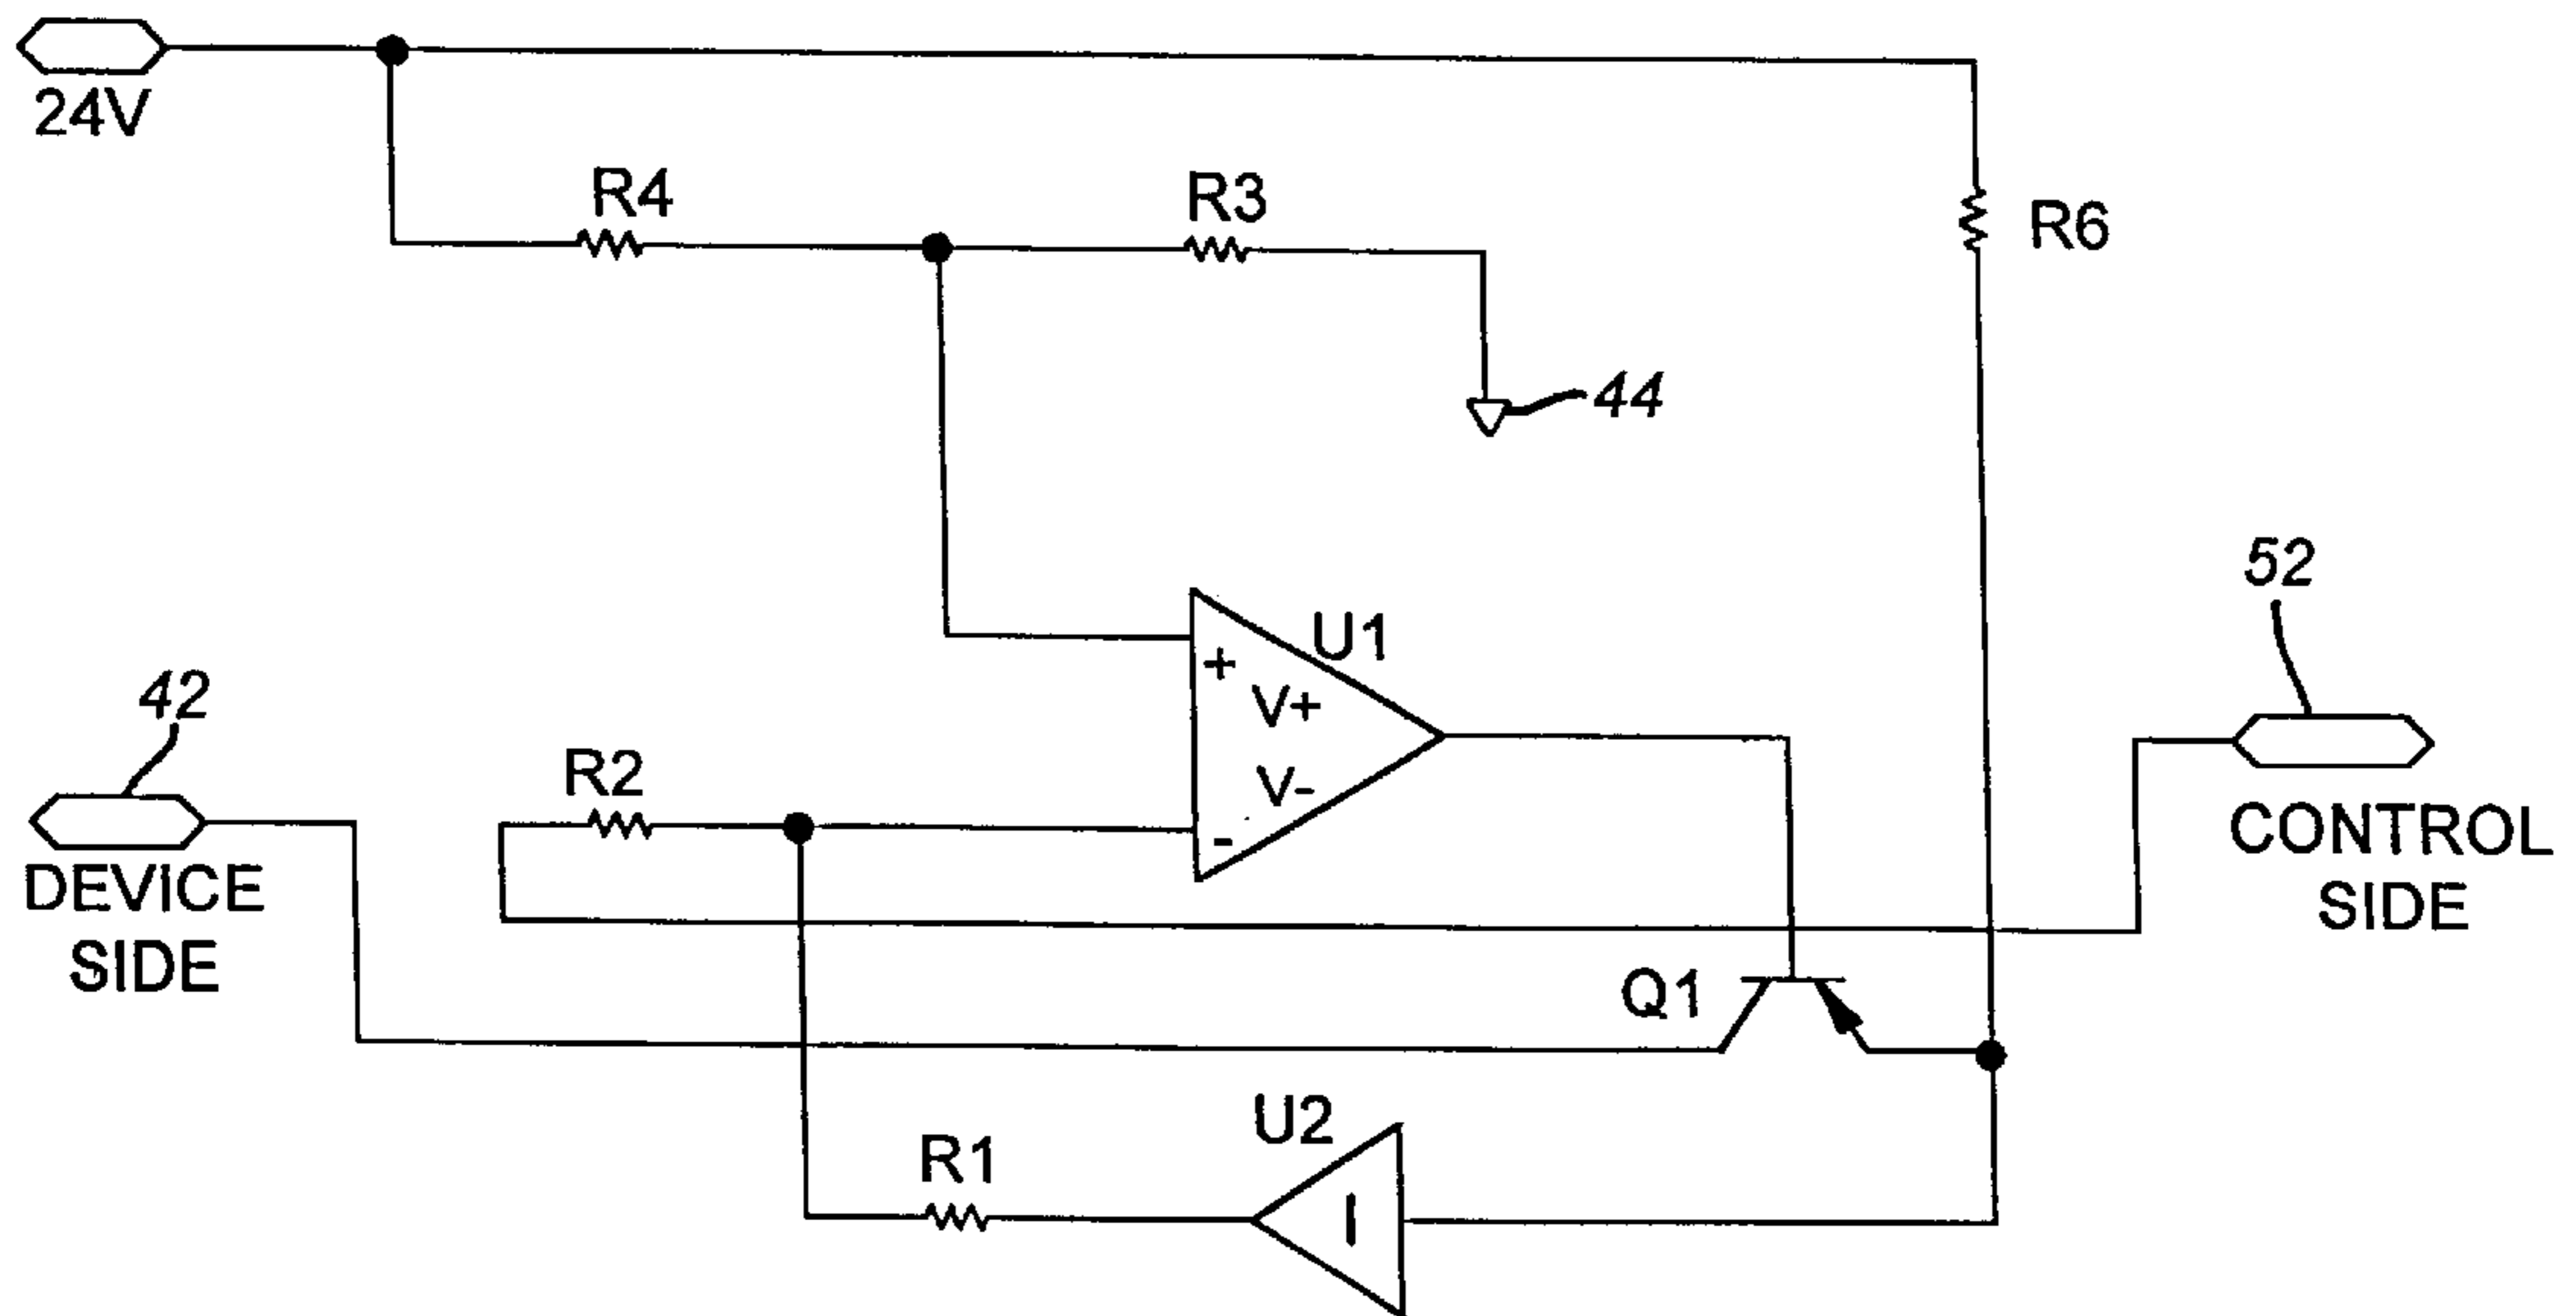 24V
R4
R3
R6
44
52
U1
+
V+
42
R2
V-
-
DEVICE
SIDE
CONTROL
SIDE
Q1
U2
R1
I